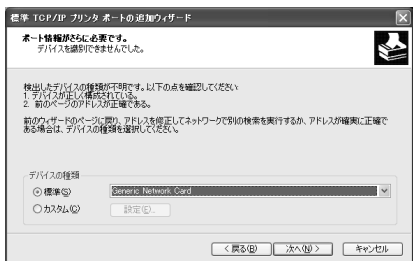 標準 TCP/IP プリンタ ポートの追加ウィザード
ポート情報がさらに必要です。
デバイスを識別できませんでした。
検出したデバイスの種類が不明です。以下の点を確認してください:
1. デバイスが正しく構成されている。
2. 前のページのアドレスが正確である。
前のウィザードのページに戻り、アドレスを修正してネットワークで別の検索を実行するか、アドレスが確実に正確で
ある場合は、デバイスの種類を選択してください。
デバイスの種類
標準(S)
Generic Network Card
カスタム(C)
設定(E)...
< 戻る(B)
次へ(N) >
キャンセル